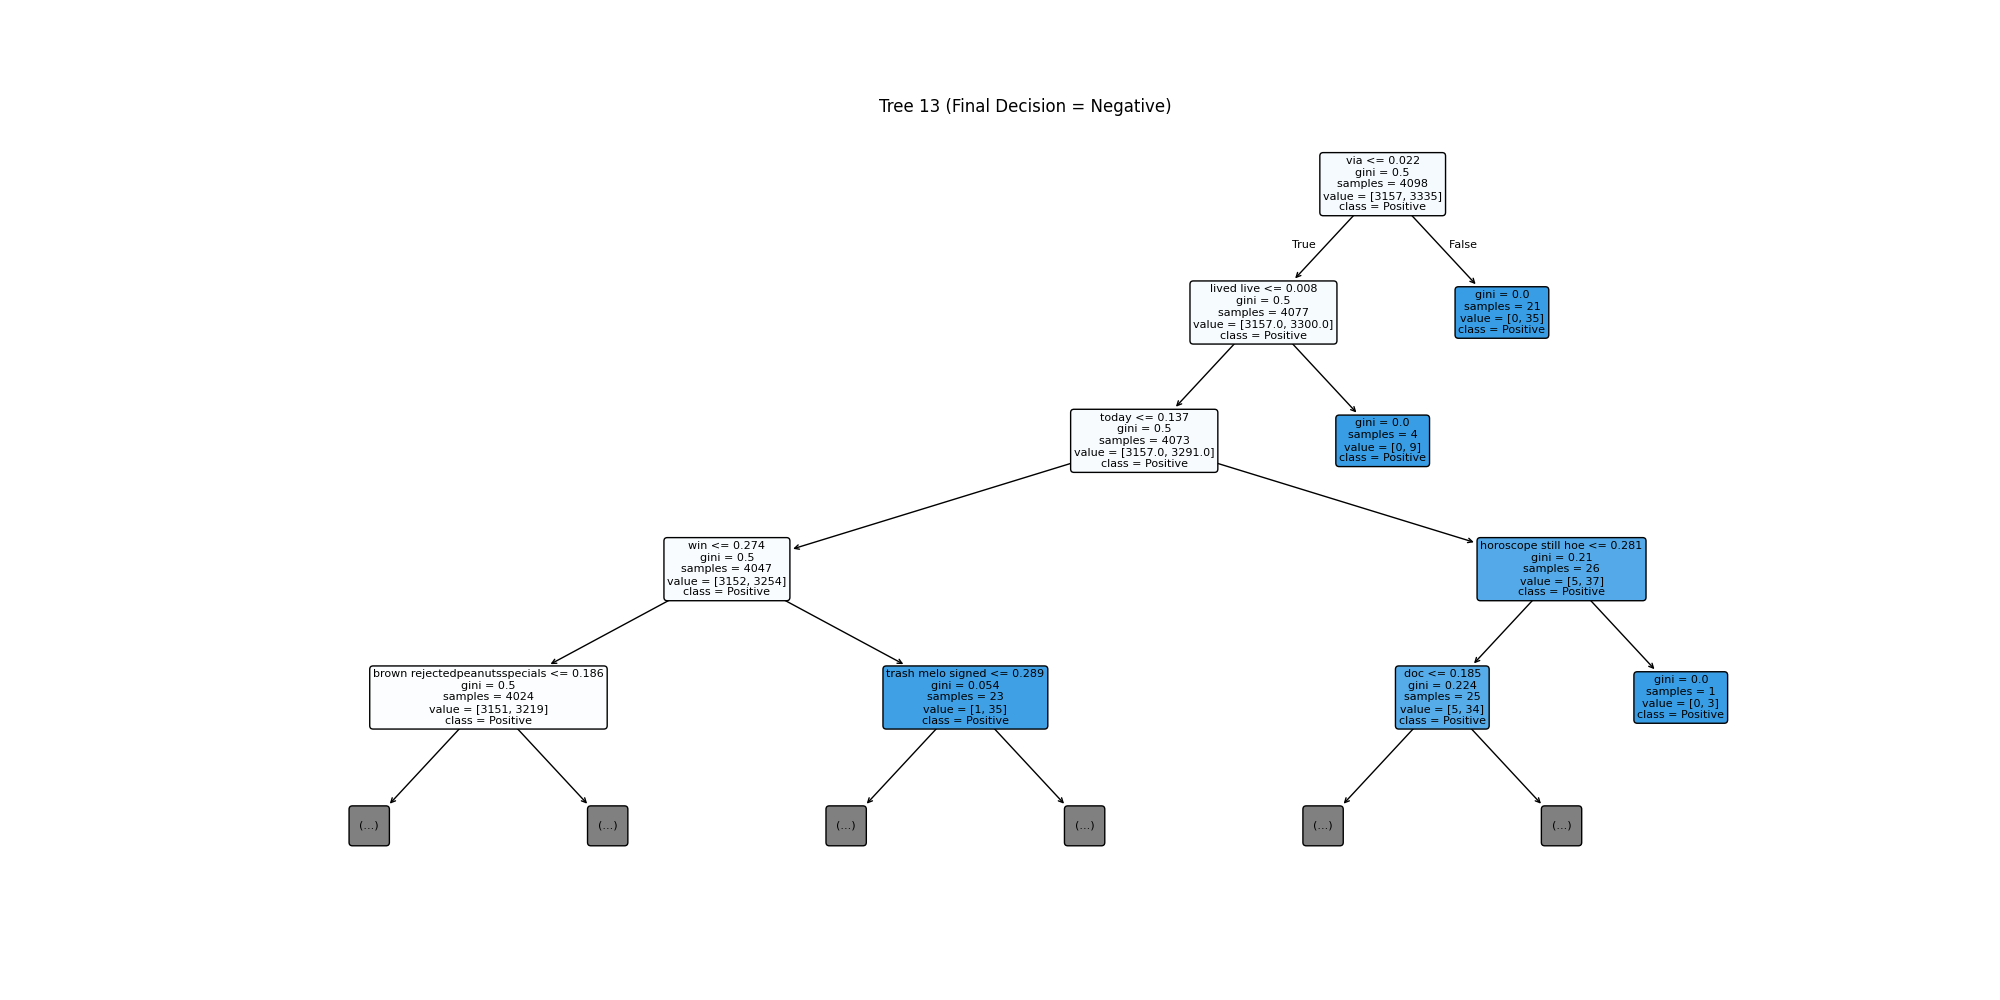 Tree 13 (Final Decision = Negative)
via <= 0.022
gini = 0.5
samples = 4098
value = [3157, 3335]
class = Positive
True
False
lived live <= 0.008
gini = 0.5
samples = 4077
value = [3157.0, 3300.0]
class = Positive
gini = 0.0
samples = 21
value = [0, 35]
class = Positive
today <= 0.137
gini = 0.5
samples = 4073
value = [3157.0, 3291.0]
class = Positive
gini = 0.0
samples = 4
value = [0, 9]
class = Positive
win <= 0.274
gini = 0.5
samples = 4047
value = [3152, 3254]
class = Positive
horoscope still hoe <= 0.281
gini = 0.21
samples = 26
value = [5, 37]
class = Positive
brown rejectedpeanutsspecials <= 0.186
gini = 0.5
samples = 4024
value = [3151, 3219]
class = Positive
trash melo signed <= 0.289
gini = 0.054
samples = 23
value = [1, 35]
class = Positive
doc <= 0.185
gini = 0.224
samples = 25
value = [5, 34]
class = Positive
gini = 0.0
samples = 1
value = [0, 3]
class = Positive
(...)
(...)
(...)
(...)
(...)
(...)